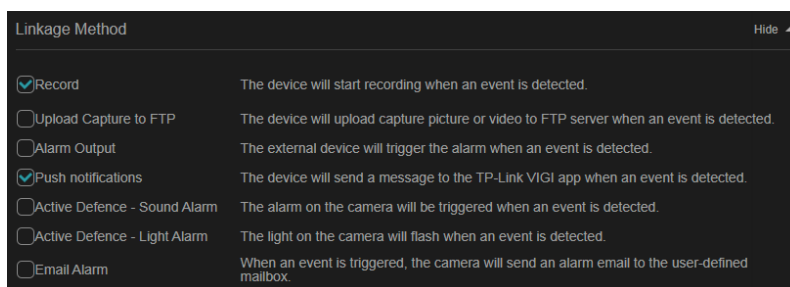 Linkage Method Hide
Record The device will start recording when an event is detected.
Upload Capture to FTP The device will upload capture picture or video to FTP server when an event is detected.
Alarm Output The external device will trigger the alarm when an event is detected.
Push notifications The device will send a message to the TP-Link VIGI app when an event is detected.
Active Defence - Sound Alarm The alarm on the camera will be triggered when an event is detected.
Active Defence - Light Alarm The light on the camera will flash when an event is detected.
Email Alarm When an event is triggered, the camera will send an alarm email to the user-defined
mailbox.